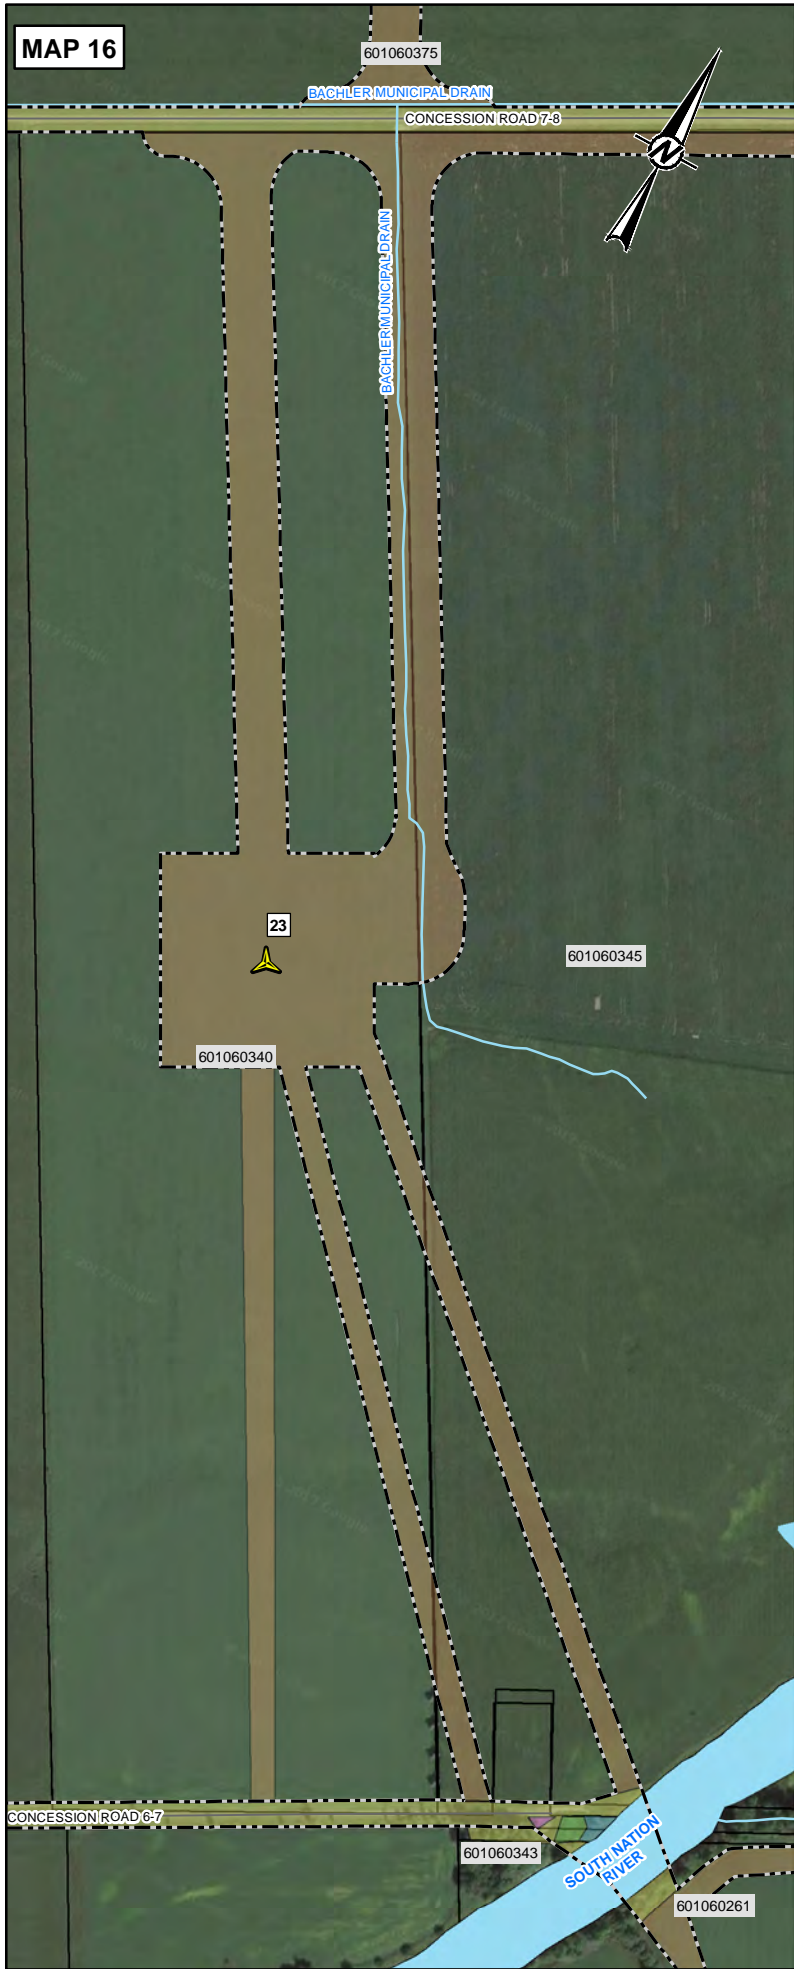 MAP 16
601060375
BACHLER MUNICIPAL DRAIN
CONCESSION ROAD 7-8
N
BACHLER MUNICIPAL DRAIN
23
601060345
601060340
CONCESSION ROAD 6-7
601060343
SOUTH NATION
RIVER
601060261